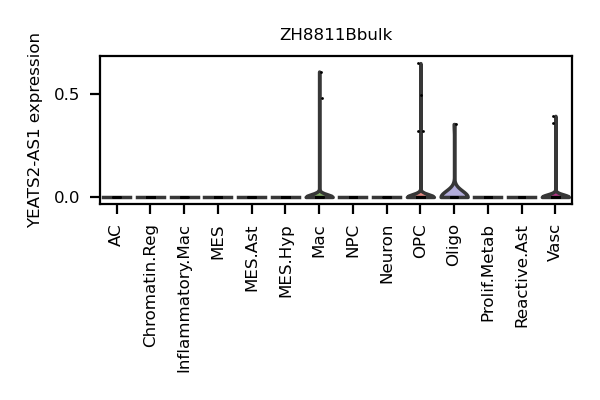 ZH8811Bbulk
YEATS2-AS1 expression
0.5
0.0
AC
Chromatin.Reg
Inflammatory.Mac
MES
MES.Ast
MES.Hyp
Mac
NPC
Neuron
OPC
Oligo
Prolif.Metab
Reactive.Ast
Vasc